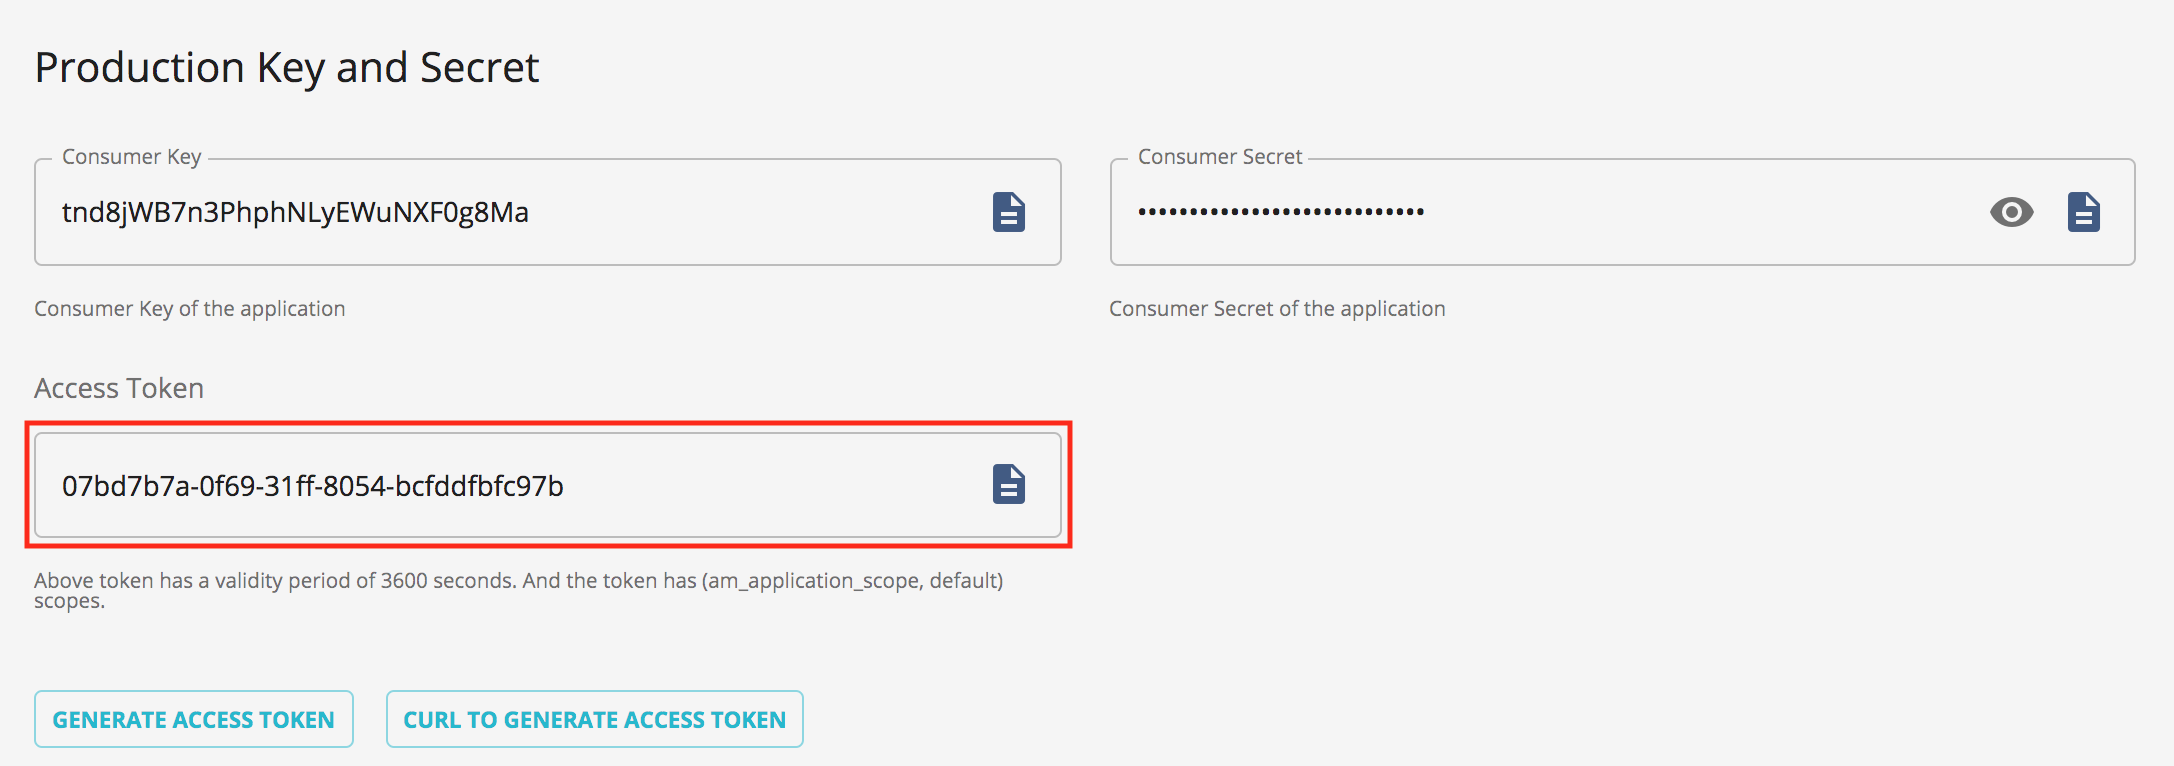 Production Key and Secret
Consumer Key
tnd8jWB7n3PhphNLyEWuNXF0g8Ma
Consumer Key of the application
Consumer Secret
••••••••••••••••••••••••••••
Consumer Secret of the application
Access Token
07bd7b7a-0f69-31ff-8054-bcfddfbfc97b
Above token has a validity period of 3600 seconds. And the token has (am_application_scope, default)
scopes.
GENERATE ACCESS TOKEN
CURL TO GENERATE ACCESS TOKEN